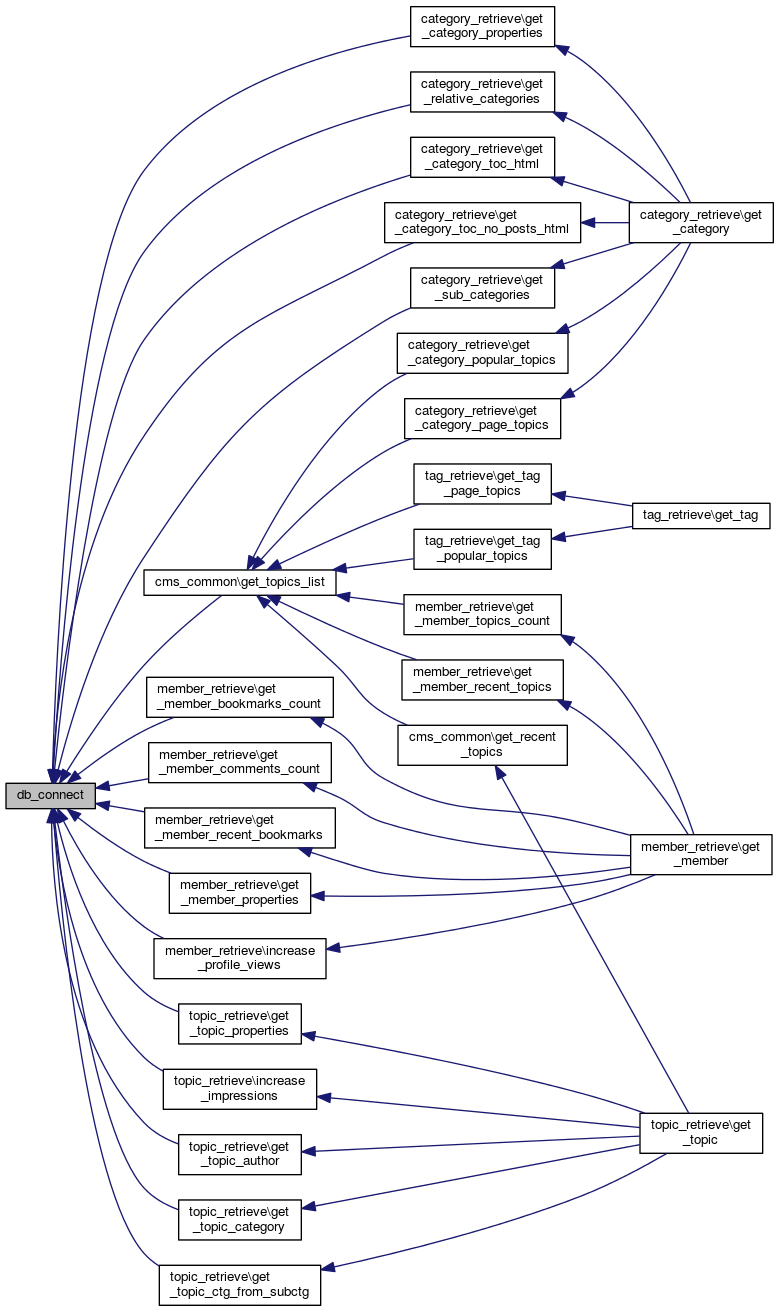 category_retrieve\get
_category_properties
category_retrieve\get
_relative_categories
category_retrieve\get
_category_toc_html
category_retrieve\get
_category_toc_no_posts_html
category_retrieve\get
_category
category_retrieve\get
_sub_categories
category_retrieve\get
_category_popular_topics
category_retrieve\get
_category_page_topics
tag_retrieve\get_tag
_page_topics
tag_retrieve\get_tag
tag_retrieve\get_tag
_popular_topics
cms_common\get_topics_list
member_retrieve\get
_member_topics_count
member_retrieve\get
_member_recent_topics
member_retrieve\get
_member_bookmarks_count
cms_common\get_recent
_topics
member_retrieve\get
_member_comments_count
db_connect
member_retrieve\get
_member_recent_bookmarks
member_retrieve\get
_member
member_retrieve\get
_member_properties
member_retrieve\increase
_profile_views
topic_retrieve\get
_topic_properties
topic_retrieve\increase
_impressions
topic_retrieve\get
_topic
topic_retrieve\get
_topic_author
topic_retrieve\get
_topic_category
topic_retrieve\get
_topic_ctg_from_subctg